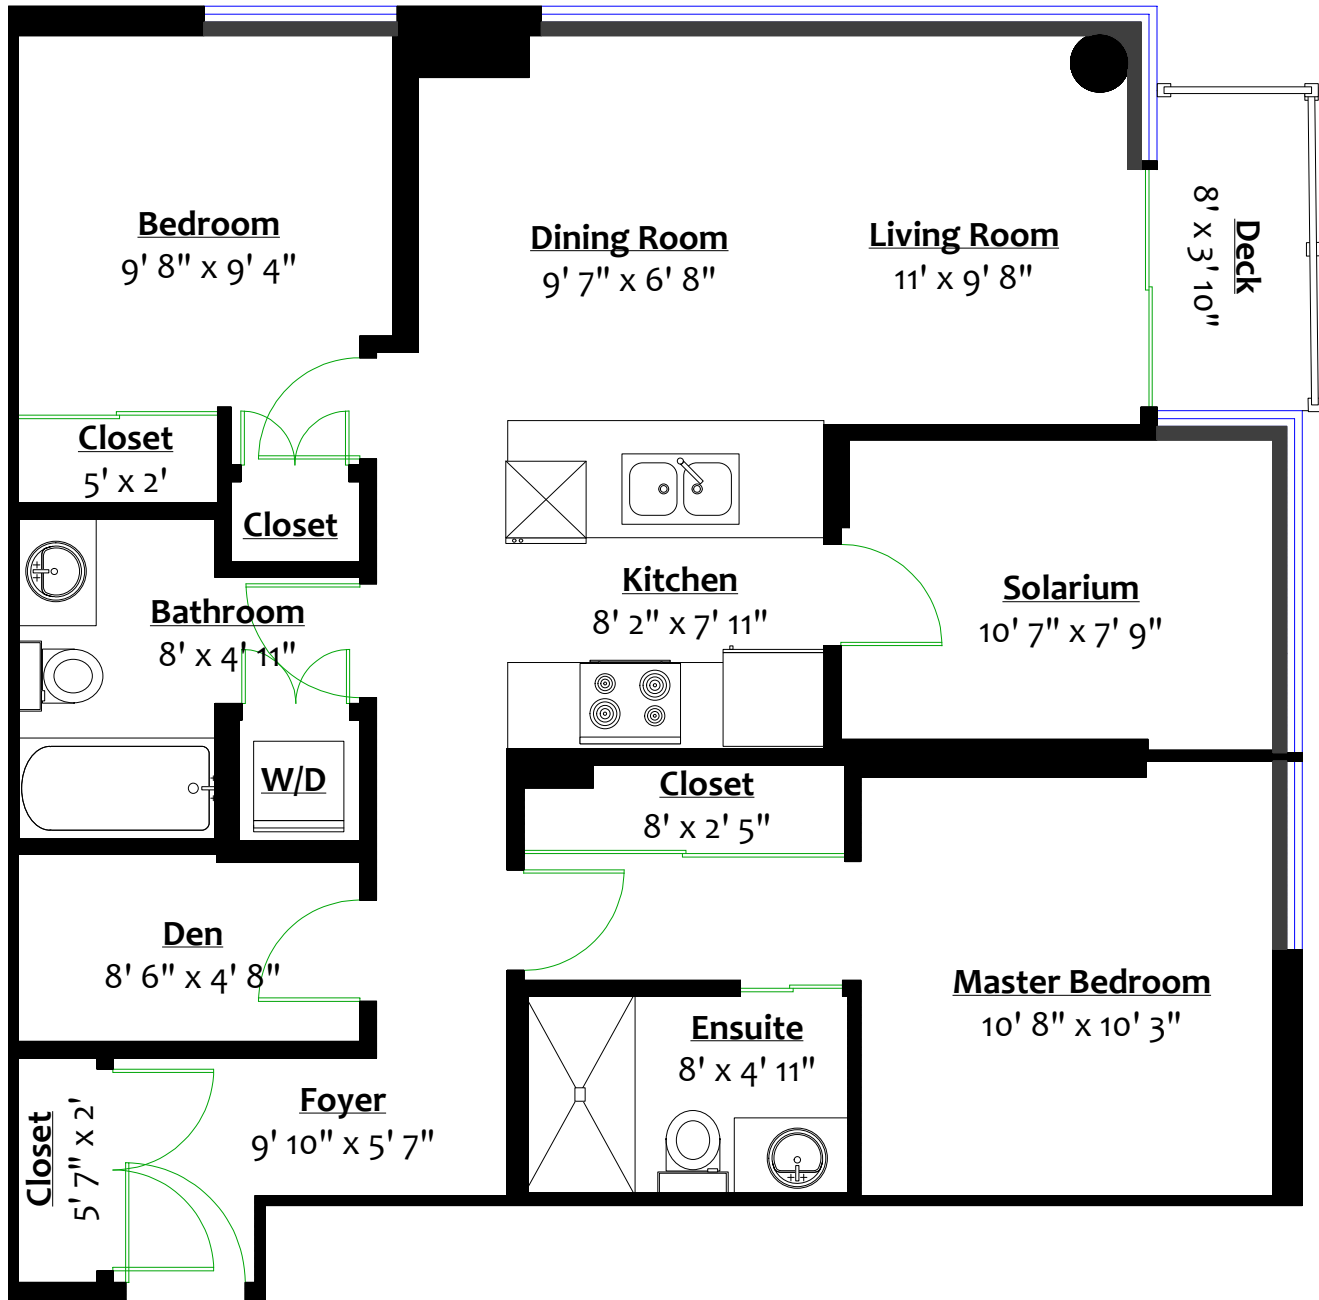 Bedroom
9' 8" x 9' 4"
Dining Room
9' 7" x 6' 8"
Living Room
11' x 9' 8"
Deck
8' x 3' 10"
Closet
5' x 2'
Closet
Kitchen
8' 2" x 7' 11"
Solarium
10' 7" x 7' 9"
Bathroom
8' x 4' 11"
W/D
Closet
8' x 2' 5"
Den
8' 6" x 4' 8"
Master Bedroom
10' 8" x 10' 3"
Ensuite
8' x 4' 11"
Foyer
9' 10" x 5' 7"
Closet
5' 7" x 2'